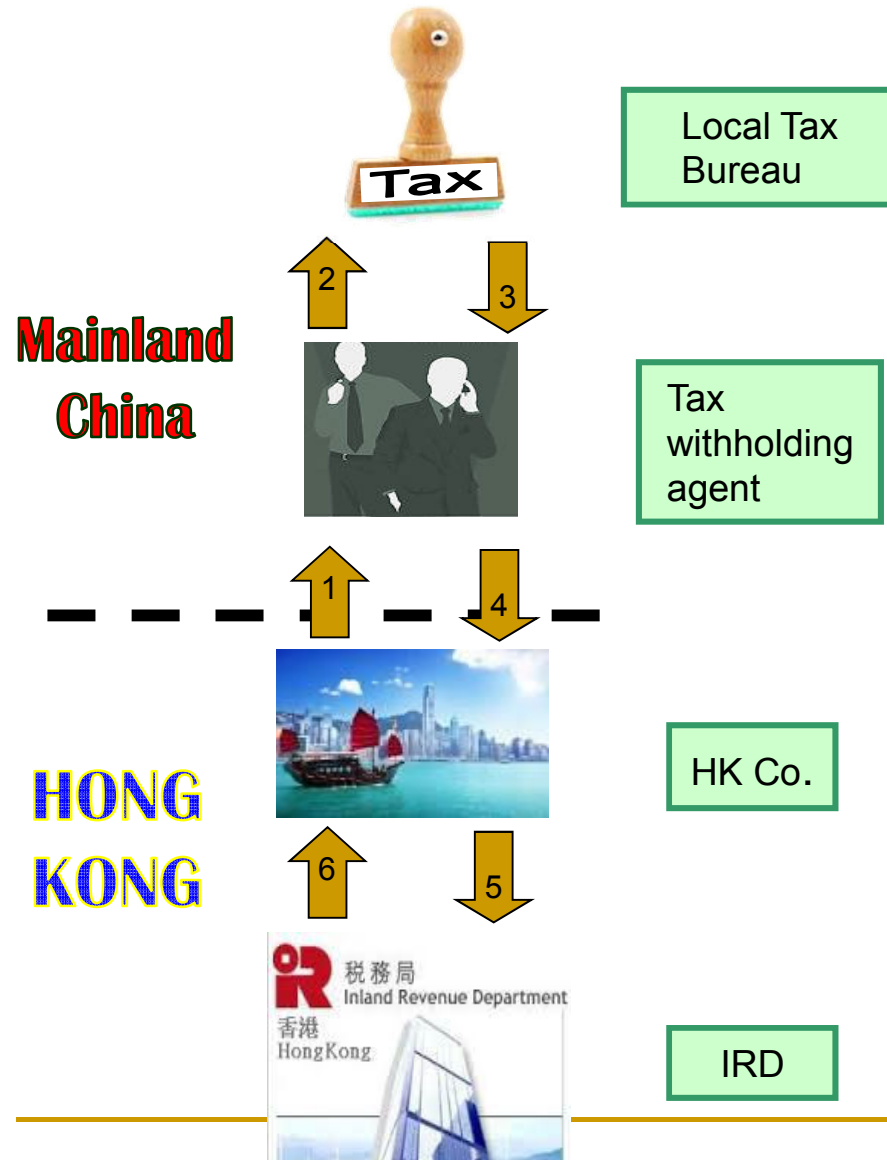 Tax
Local Tax
Bureau
2
3
Mainland
China
Tax
withholding
agent
1
4
HONG
KONG
HK Co.
6
5
税務局
Inland Revenue Department
香港
HongKong
IRD